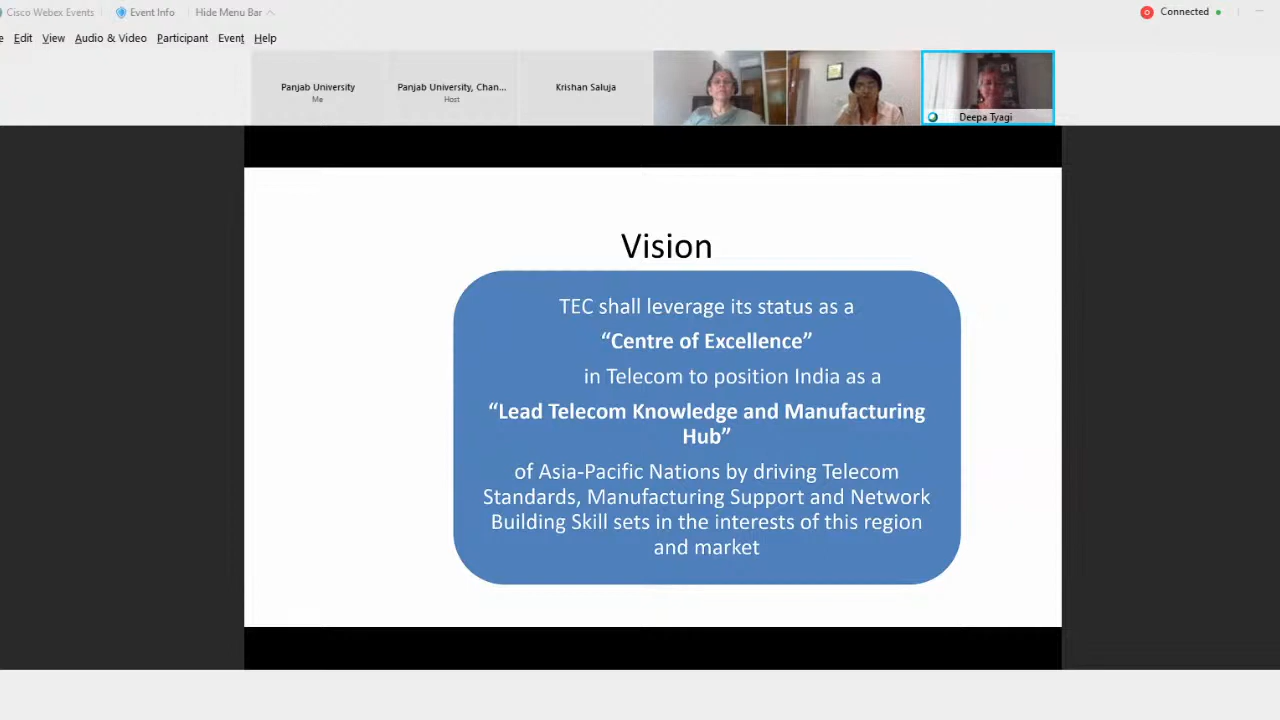 Cisco Webex Events Event Info Hide Menu Bar Connected
Edit View Audio & Video Participant Event Help
Panjab University
Me
Panjab University, Chan...
Host
Krishan Saluja
Deepa Tyagi
Vision
TEC shall leverage its status as a
“Centre of Excellence”
in Telecom to position India as a
“Lead Telecom Knowledge and Manufacturing
Hub”
of Asia-Pacific Nations by driving Telecom
Standards, Manufacturing Support and Network
Building Skill sets in the interests of this region
and market